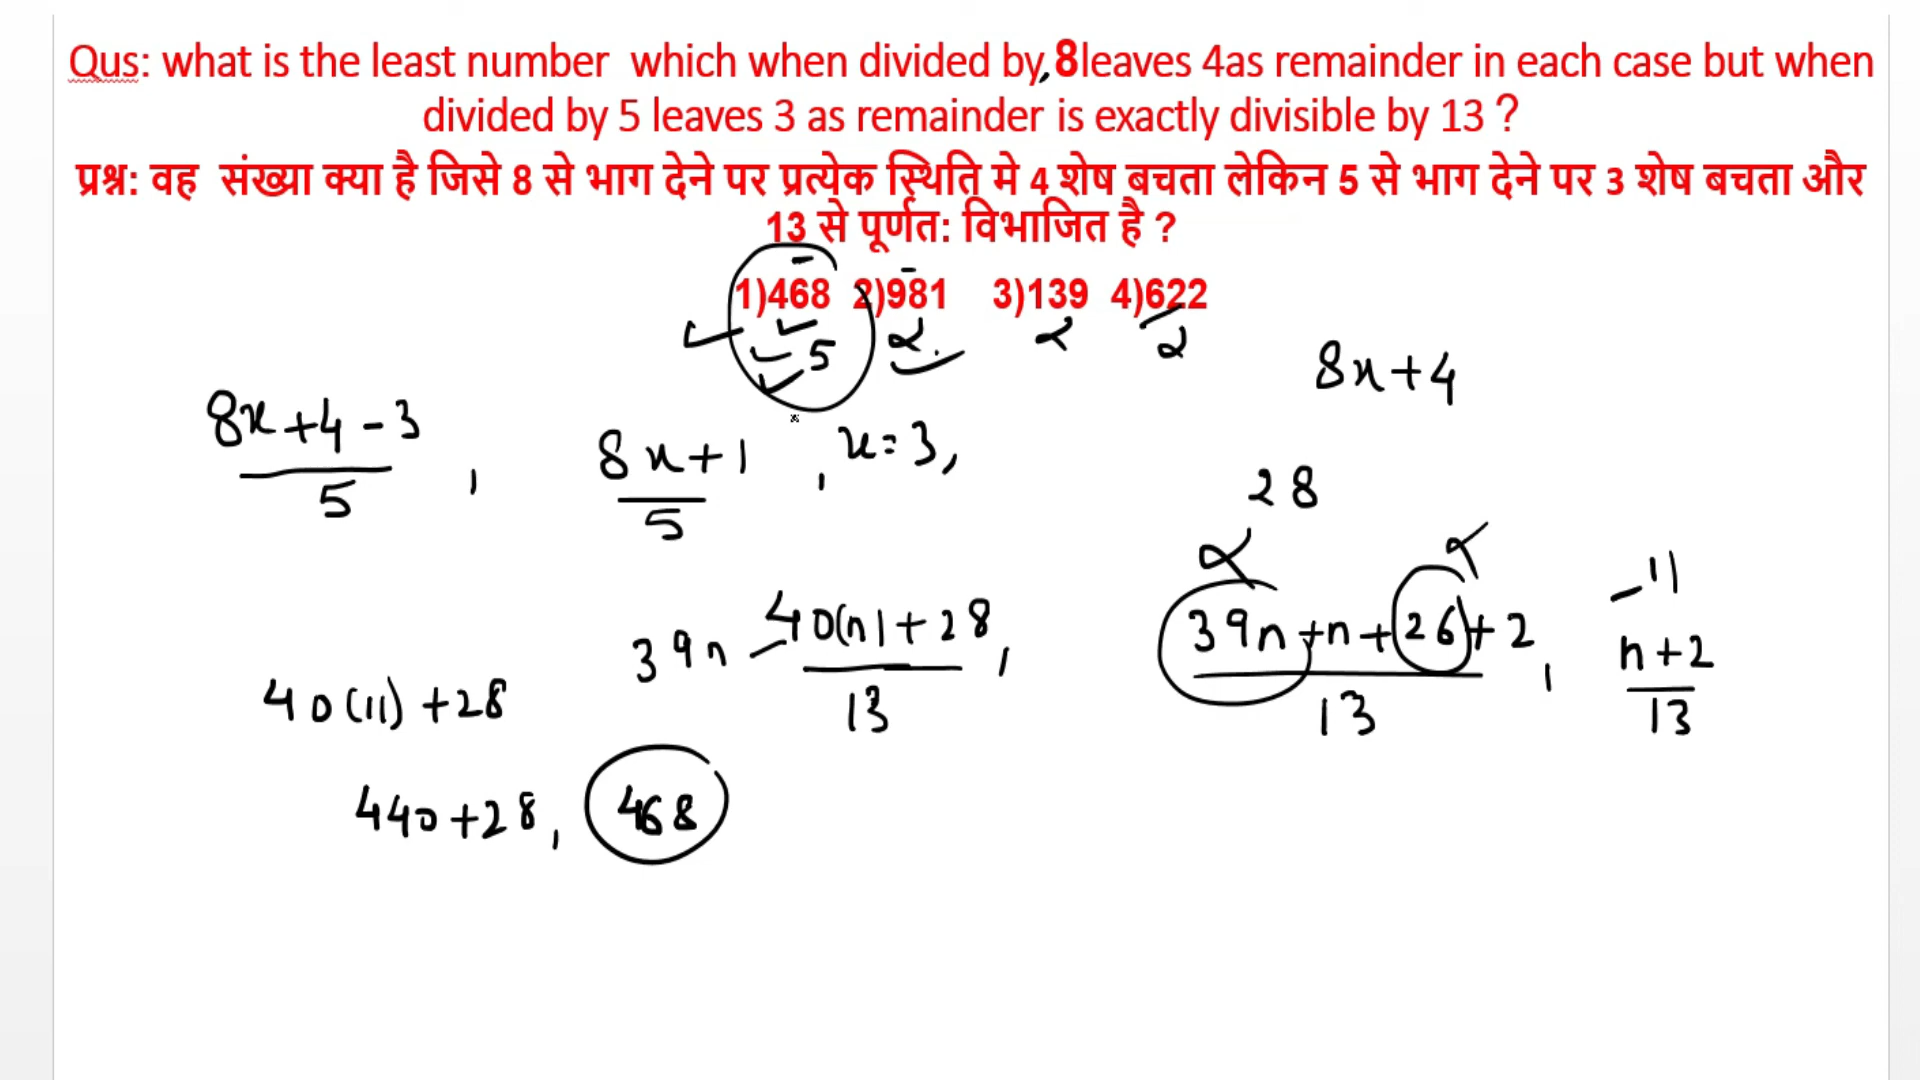 Qus: what is the least number which when divided by,8leaves 4as remainder in each case but when
divided by 5 leaves 3 as remainder is exactly divisible by 13 ?
प्रश्न: वह संख्या क्या है जिसे 8 से भाग देने पर प्रत्येक स्थिति मे 4 शेष बचता लेकिन 5 से भाग देने पर 3 शेष बचता और
13 से पूर्णत: विभाजित है ?
1)468 2)981 3)139 4)622
5
8x+4
8x+4-3
5
,
8x+1
5
, x=3,
28
39n
40(n)+28
13
,
39n+n+26+2
13
,
-11
n+2
13
40(11)+28
440+28, 468